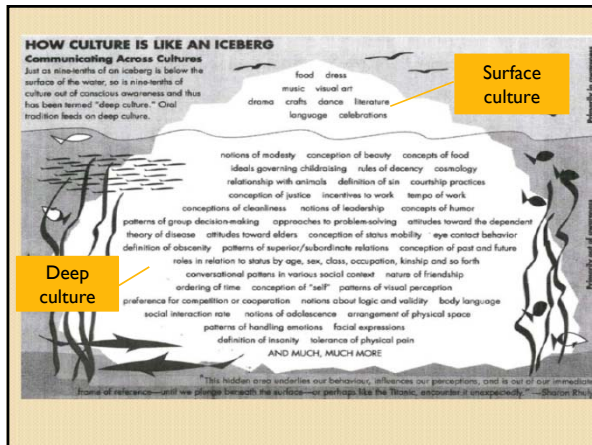 HOW CULTURE IS LIKE AN ICEBERG
Communicating Across Cultures
Just as nine-tenths of an iceberg is below the
surface of the water, so is nine-tenths of
culture out of conscious awareness and thus
has been termed "deep culture." Oral
tradition feeds on deep culture.
Surface
culture
food dress
music visual art
drama crafts dance literature
language celebrations
notions of modesty conception of beauty concepts of food
ideals governing childraising rules of decency cosmology
relationship with animals definition of sin courtship practices
conception of justice incentives to work tempo of work
conceptions of cleanliness notions of leadership concepts of humor
patterns of group decision-making approaches to problem-solving attitudes toward the dependent
theory of disease attitudes toward elders conception of status mobility eye contact behavior
definition of obscenity patterns of superior/subordinate relations conception of past and future
roles in relation to status by age, sex, class, occupation, kinship and so forth
Deep
culture
conversational pattens in various social context nature of friendship
ordering of time conception of "self" patterns of visual perception
preference for competition or cooperation notions about logic and validity body language
social interaction rate notions of adolescence arrangement of physical space
patterns of handling emotions facial expressions
definition of insanity tolerance of physical pain
AND MUCH, MUCH MORE
"This hidden area underlies our behaviour, influences our perceptions, and is out of our immediate
frame of reference—until we plunge beneath the surface—or perhaps like the Titanic, encounter it unexpectedly." —Sharon